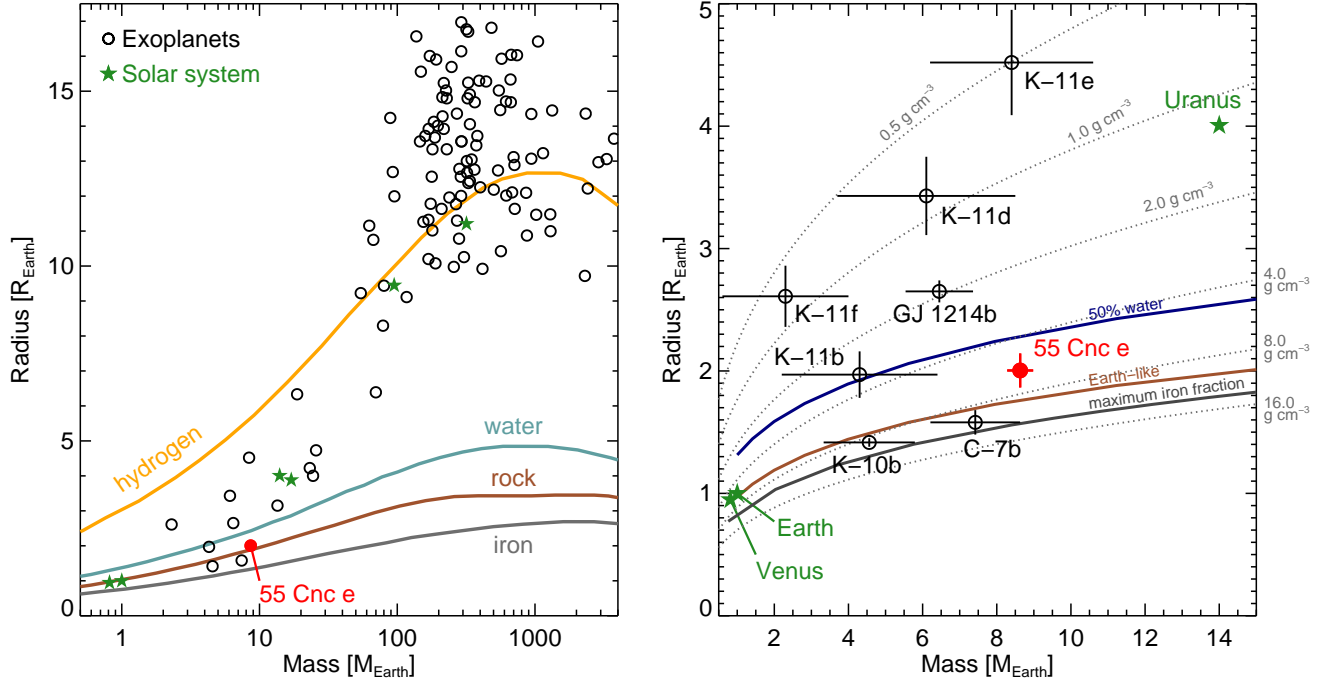 Exoplanets
Solar system
hydrogen
water
rock
iron
55 Cnc e
Radius [R_Earth]
0
5
10
15
1
10
100
1000
Mass [M_Earth]
0.5 g cm⁻³
K−11e
Uranus
1.0 g cm⁻³
K−11d
2.0 g cm⁻³
4.0
g cm⁻³
K−11f
GJ 1214b
50% water
K−11b
55 Cnc e
8.0
g cm⁻³
Earth−like
maximum iron fraction
16.0
g cm⁻³
K−10b
C−7b
Earth
Venus
Radius [R_Earth]
0
1
2
3
4
5
2
4
6
8
10
12
14
Mass [M_Earth]